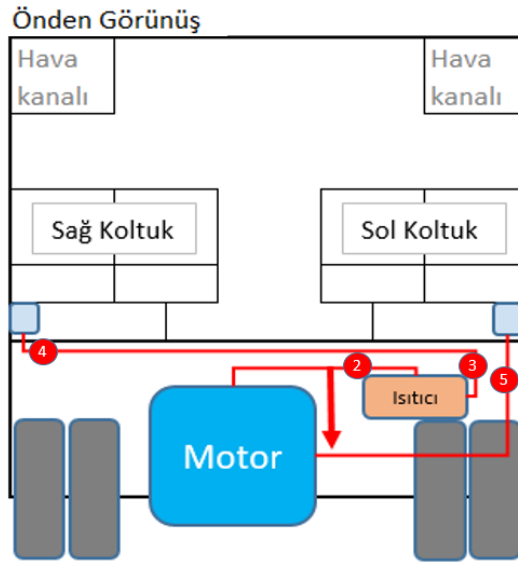 Önden Görünüş
Hava
kanalı
Hava
kanalı
Sağ Koltuk
Sol Koltuk
4
2
3
5
Isıtıcı
Motor